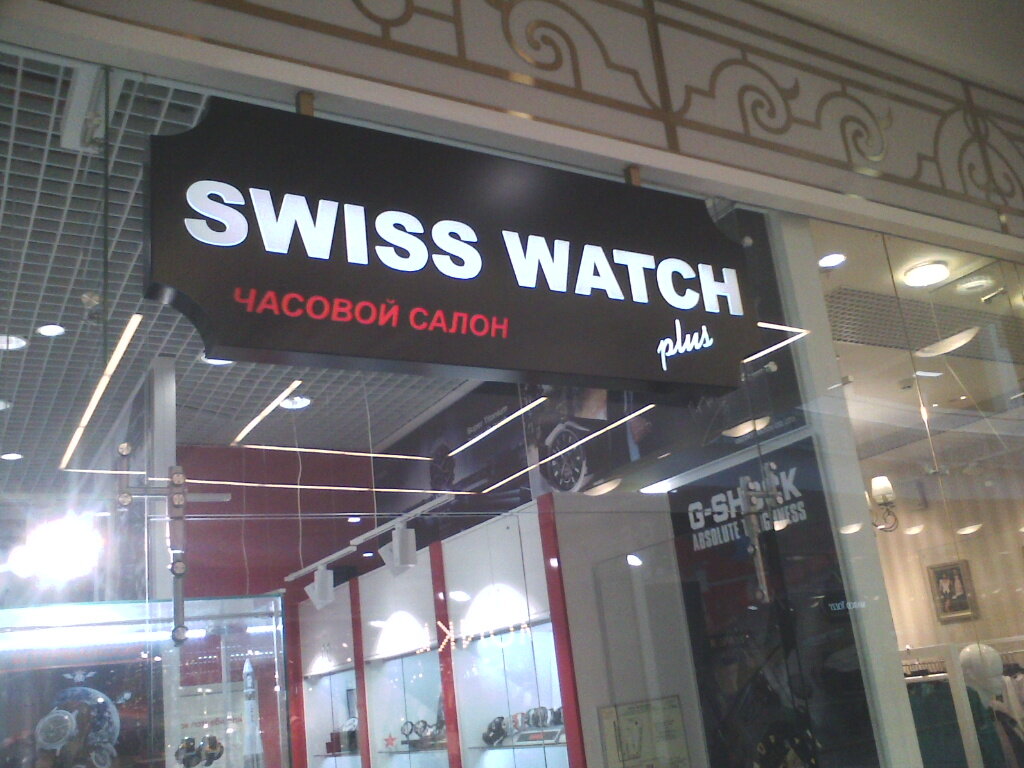 SWISS WATCH
ЧАСОВОЙ САЛОН
plus
G-SHOCK
ABSOLUTE TOUGHNESS